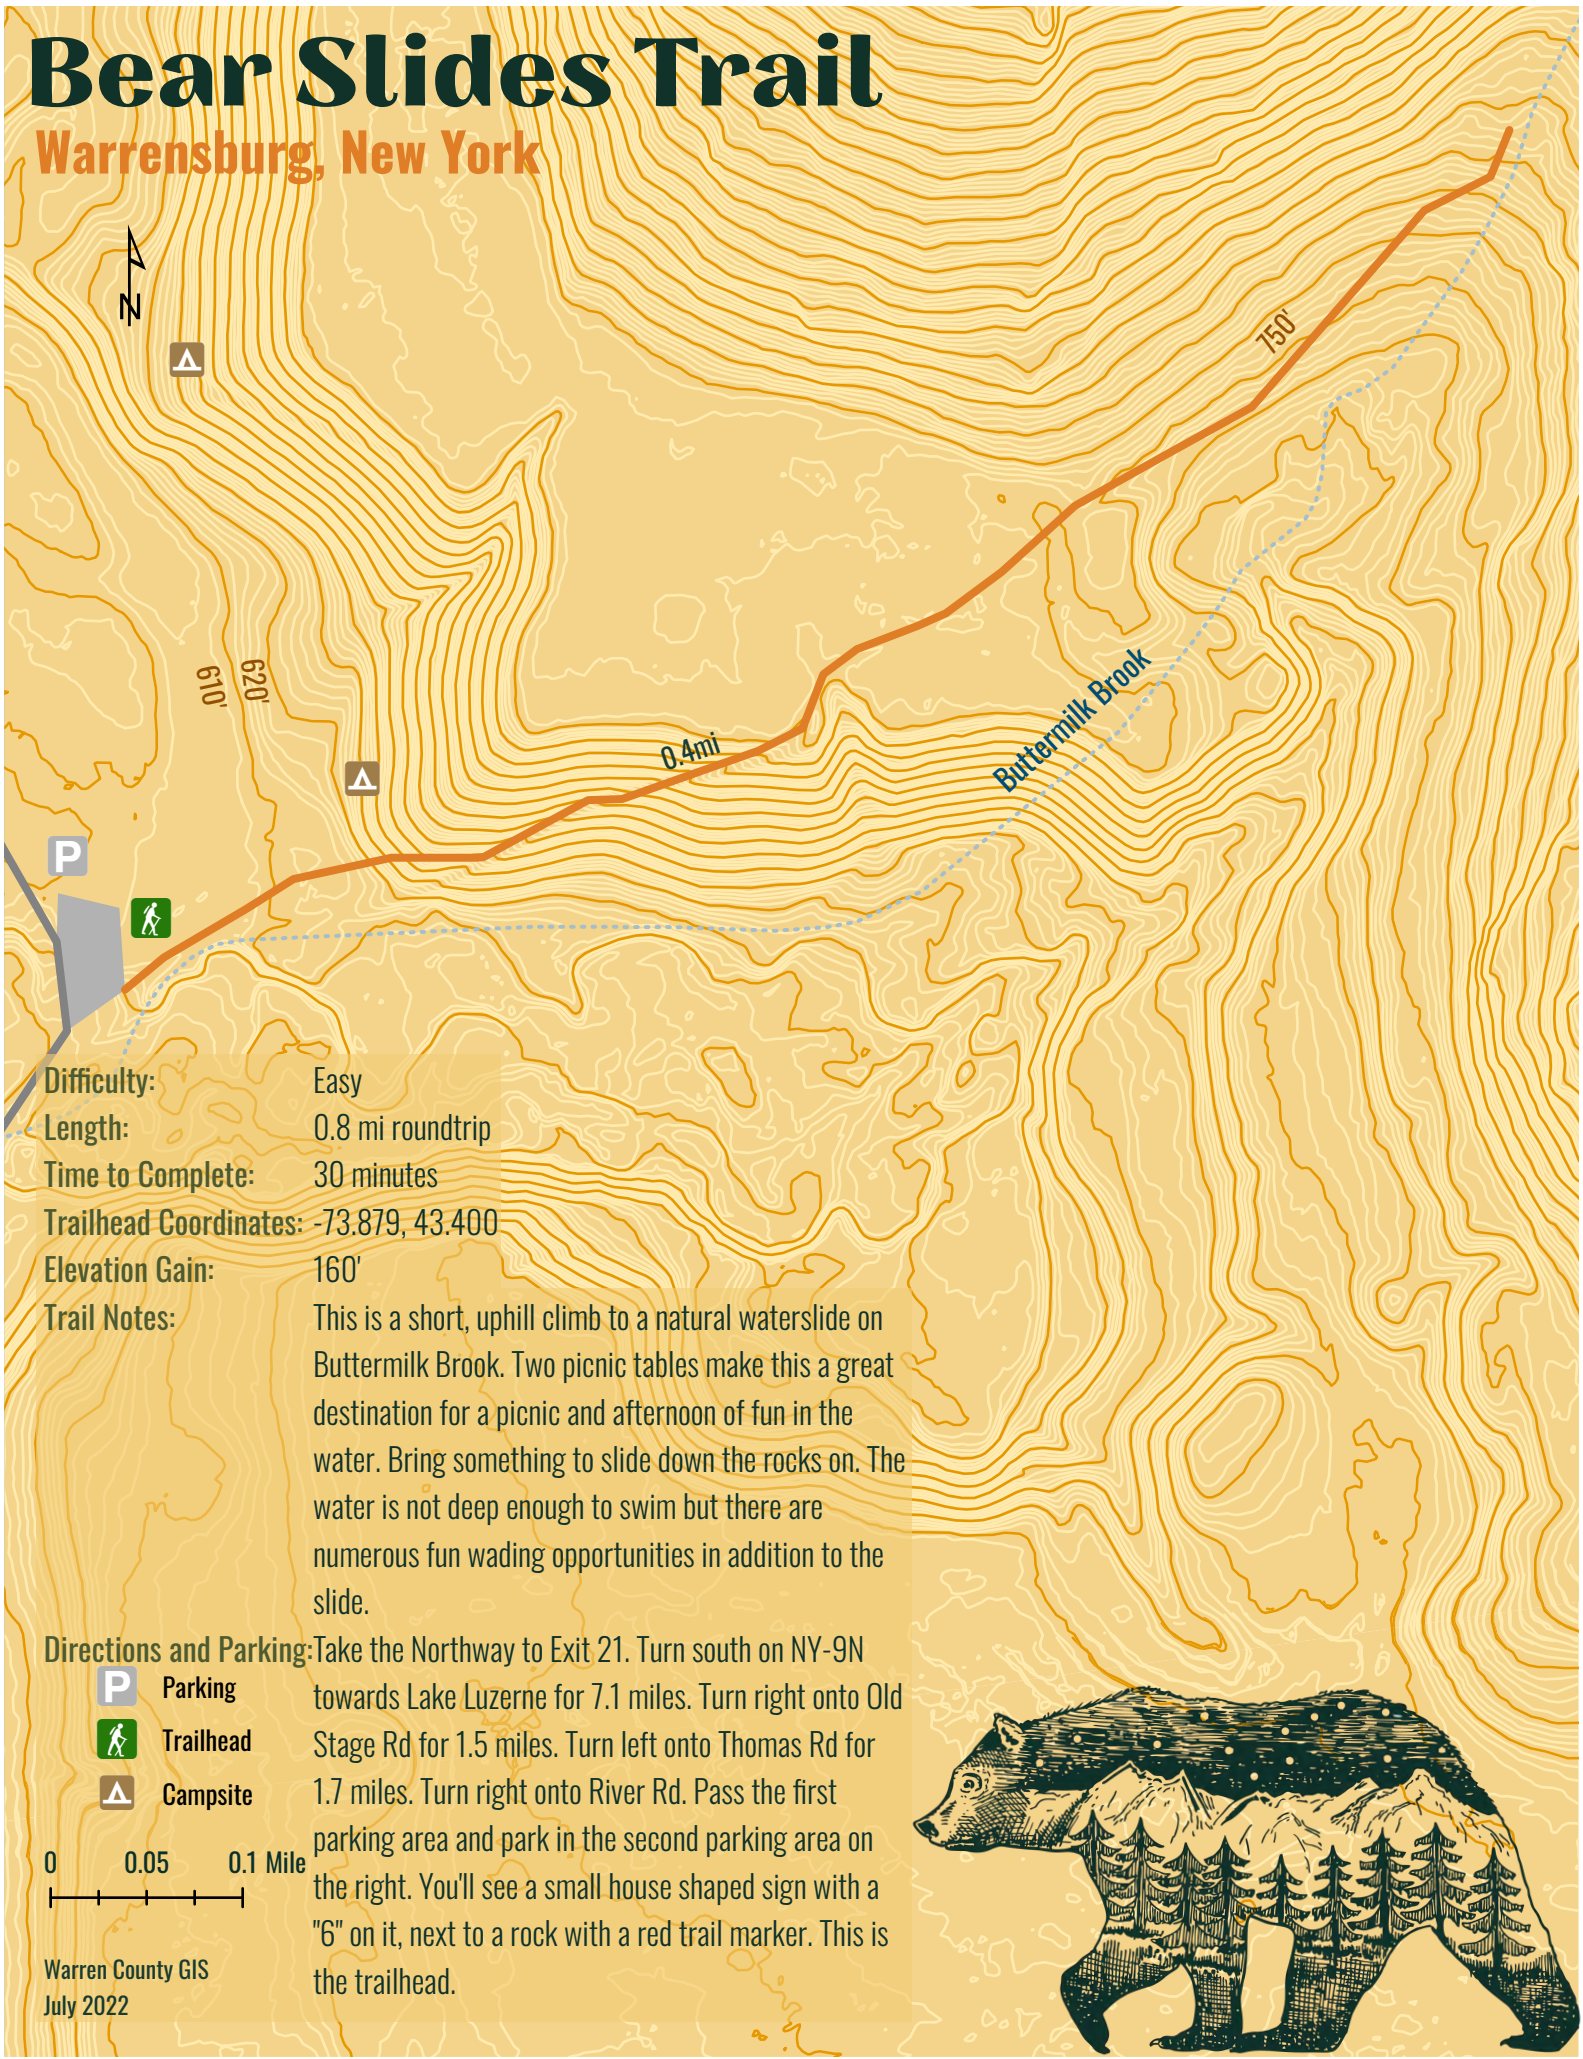 Bear Slides Trail
Warrensburg, New York
N
750'
610'
620'
0.4mi
Buttermilk Brook
P
Difficulty: Easy
Length: 0.8 mi roundtrip
Time to Complete: 30 minutes
Trailhead Coordinates: -73.879, 43.400
Elevation Gain: 160'
Trail Notes: This is a short, uphill climb to a natural waterslide on
Buttermilk Brook. Two picnic tables make this a great
destination for a picnic and afternoon of fun in the
water. Bring something to slide down the rocks on. The
water is not deep enough to swim but there are
numerous fun wading opportunities in addition to the
slide.
Directions and Parking: Take the Northway to Exit 21. Turn south on NY-9N
towards Lake Luzerne for 7.1 miles. Turn right onto Old
Stage Rd for 1.5 miles. Turn left onto Thomas Rd for
1.7 miles. Turn right onto River Rd. Pass the first
parking area and park in the second parking area on
the right. You'll see a small house shaped sign with a
"6" on it, next to a rock with a red trail marker. This is
the trailhead.
P Parking
Trailhead
Campsite
0 0.05 0.1 Mile
Warren County GIS
July 2022